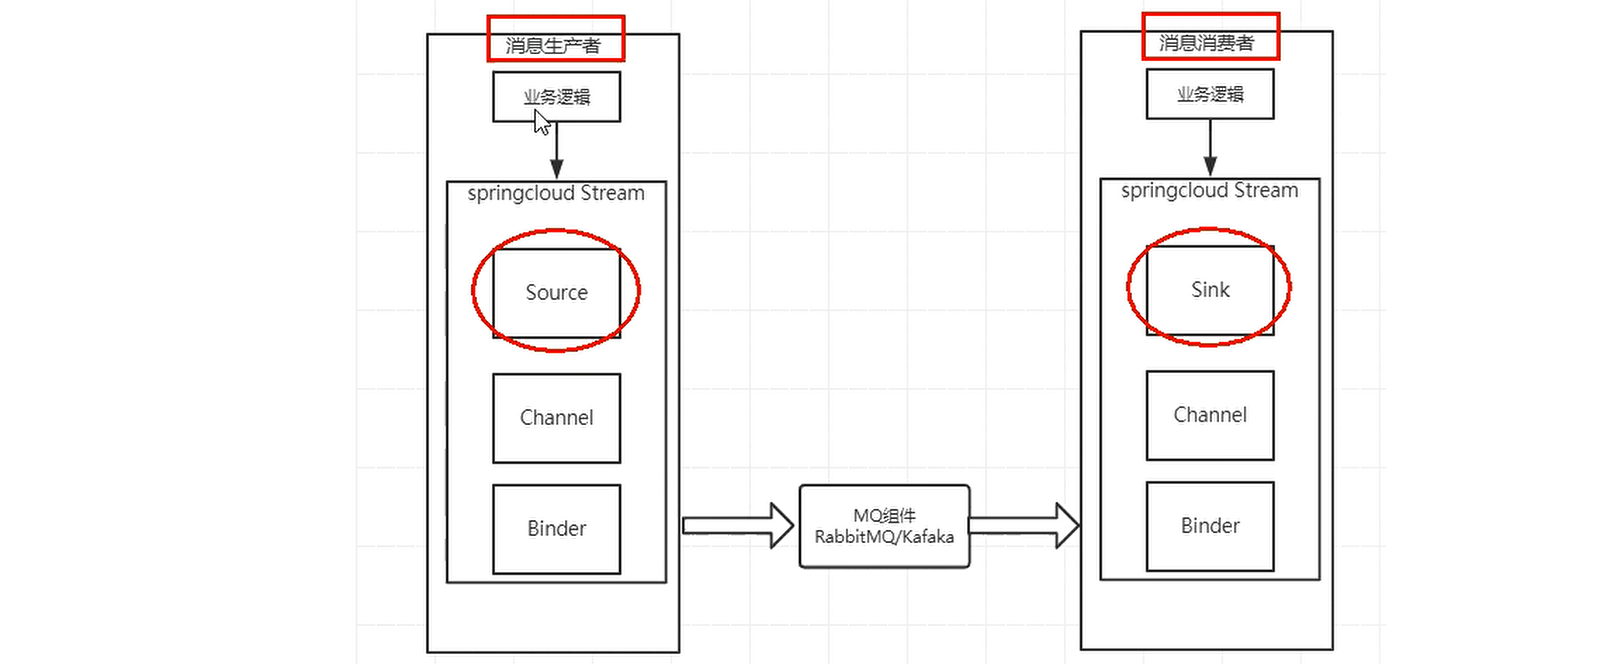 消息生产者
业务逻辑
springcloud Stream
Source
Channel
Binder
MQ组件
RabbitMQ/Kafaka
消息消费者
业务逻辑
springcloud Stream
Sink
Channel
Binder